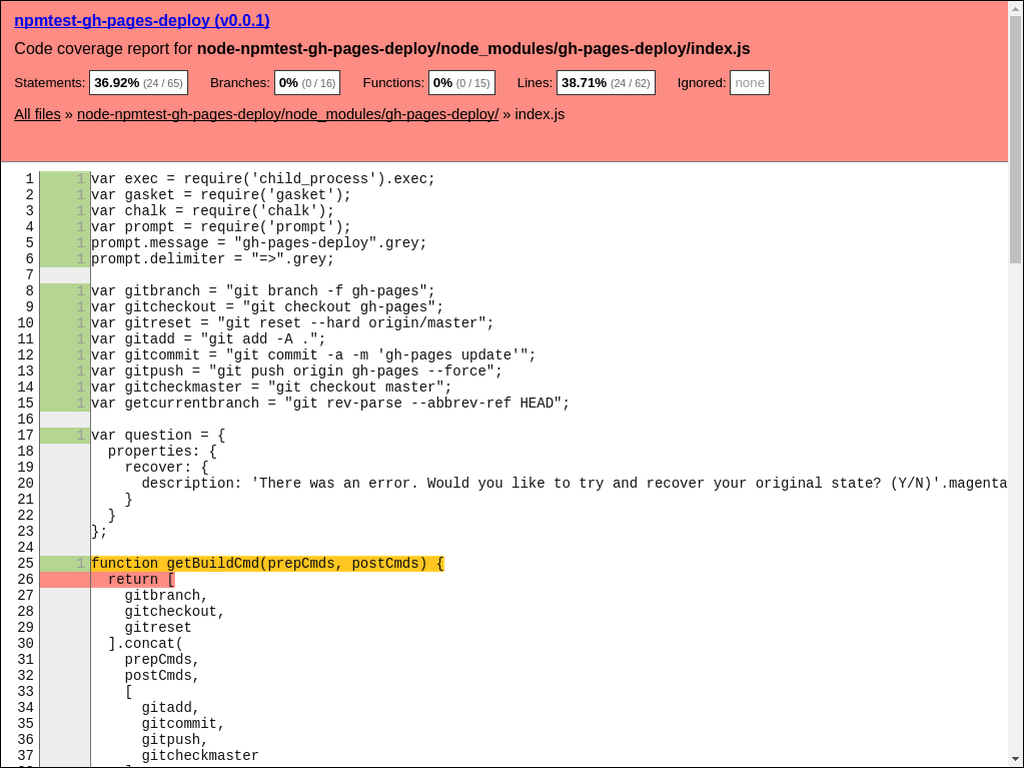 npmtest-gh-pages-deploy (v0.0.1)
Code coverage report for node-npmtest-gh-pages-deploy/node_modules/gh-pages-deploy/index.js
Statements: 36.92% (24 / 65) Branches: 0% (0 / 16) Functions: 0% (0 / 15) Lines: 38.71% (24 / 62) Ignored: none
All files » node-npmtest-gh-pages-deploy/node_modules/gh-pages-deploy/ » index.js
1 1 var exec = require('child_process').exec;
2 1 var gasket = require('gasket');
3 1 var chalk = require('chalk');
4 1 var prompt = require('prompt');
5 1 prompt.message = "gh-pages-deploy".grey;
6 1 prompt.delimiter = "=>".grey;
7
8 1 var gitbranch = "git branch -f gh-pages";
9 1 var gitcheckout = "git checkout gh-pages";
10 1 var gitreset = "git reset --hard origin/master";
11 1 var gitadd = "git add -A .";
12 1 var gitcommit = "git commit -a -m 'gh-pages update'";
13 1 var gitpush = "git push origin gh-pages --force";
14 1 var gitcheckmaster = "git checkout master";
15 1 var getcurrentbranch = "git rev-parse --abbrev-ref HEAD";
16
17 1 var question = {
18 properties: {
19 recover: {
20 description: 'There was an error. Would you like to try and recover your original state? (Y/N)'.magenta
21 }
22 }
23 };
24
25 1 function getBuildCmd(prepCmds, postCmds) {
26 return [
27 gitbranch,
28 gitcheckout,
29 gitreset
30 ].concat(
31 prepCmds,
32 postCmds,
33 [
34 gitadd,
35 gitcommit,
36 gitpush,
37 gitcheckmaster